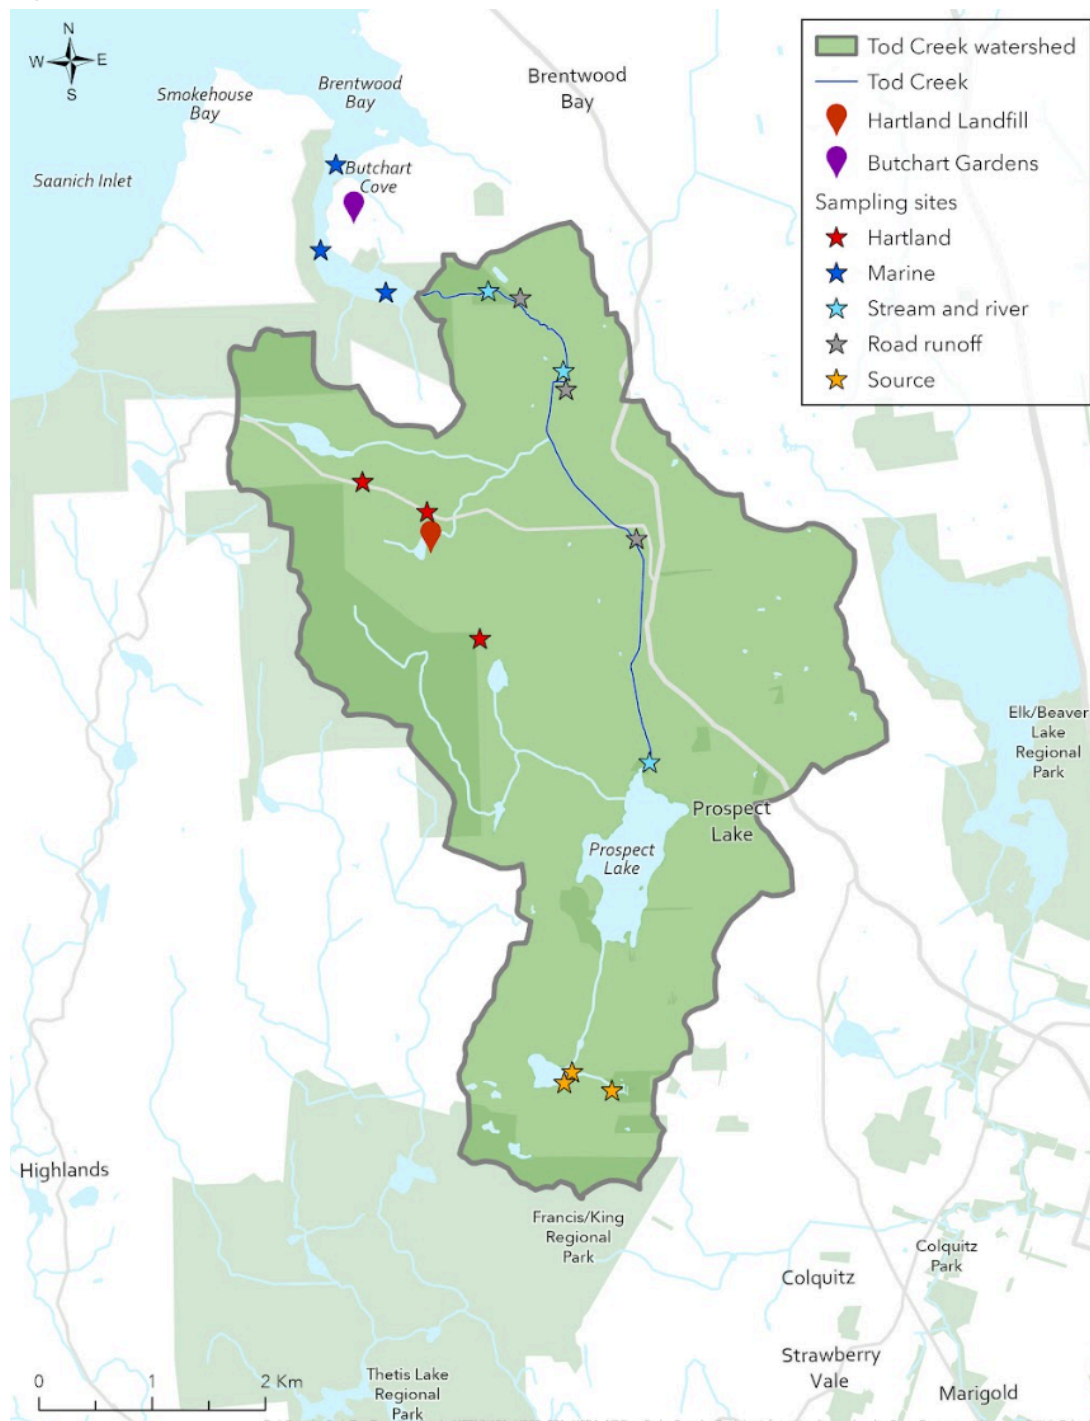 N
W
E
S
Smokehouse
Bay
Brentwood
Bay
Brentwood
Bay
Saanich Inlet
Butchart
Cove
Tod Creek watershed
Tod Creek
Hartland Landfill
Butchart Gardens
Sampling sites
Hartland
Marine
Stream and river
Road runoff
Source
Elk/Beaver
Lake
Regional
Park
Prospect
Lake
Prospect
Lake
Highlands
Francis/King
Regional
Park
Colquitz
Park
Colquitz
Strawberry
Vale
Marigold
Thetis Lake
Regional
Park
0 1 2 Km